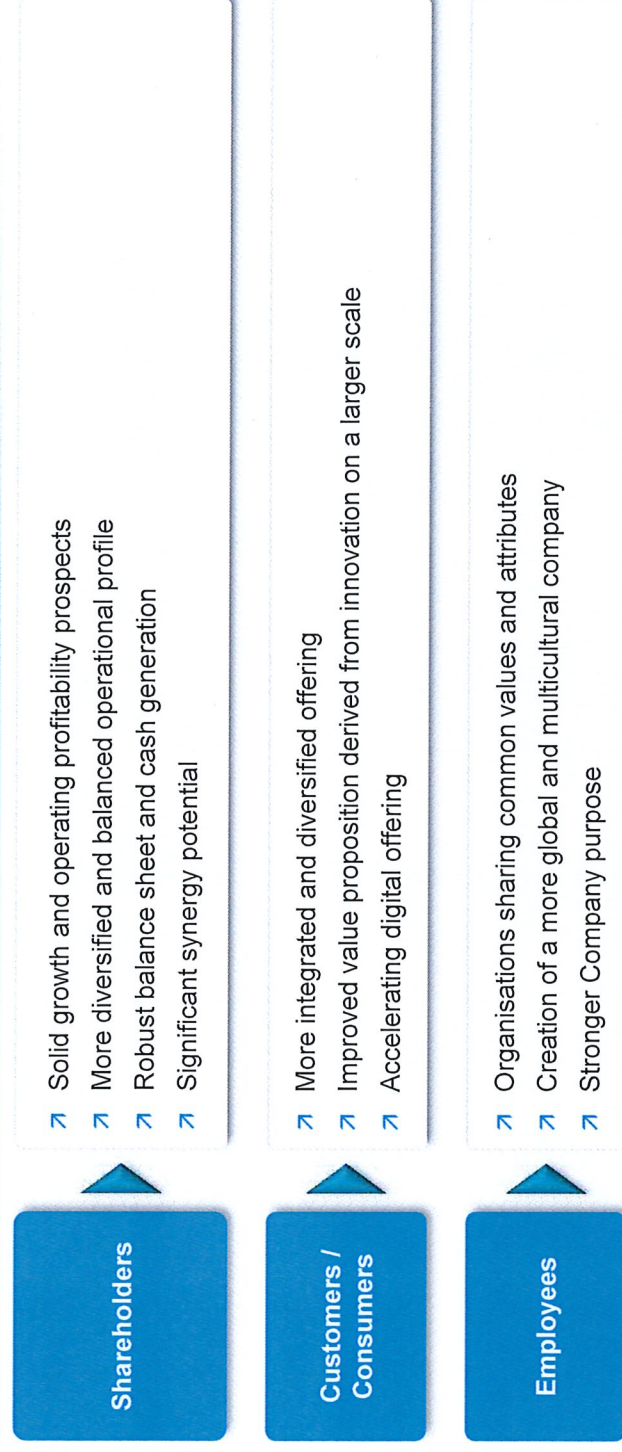 Shareholders
Solid growth and operating profitability prospects
More diversified and balanced operational profile
Robust balance sheet and cash generation
Significant synergy potential
Customers /
Consumers
More integrated and diversified offering
Improved value proposition derived from innovation on a larger scale
Accelerating digital offering
Employees
Organisations sharing common values and attributes
Creation of a more global and multicultural company
Stronger Company purpose